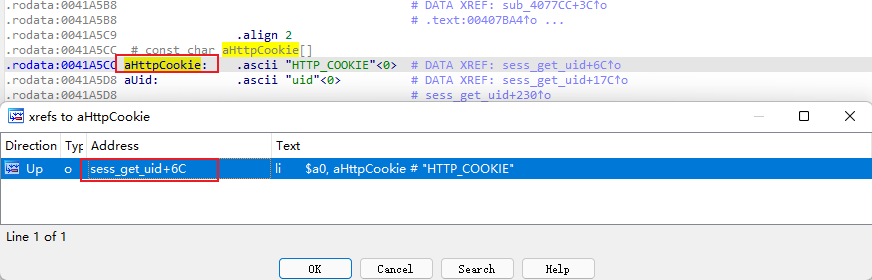 .rodata:0041A5B8 # DATA XREF: sub_4077CC+3C↑o
.rodata:0041A5B8 # .text:00407BA4↑o ...
.rodata:0041A5C9 .align 2
.rodata:0041A5CC # const char aHttpCookie[]
.rodata:0041A5CC aHttpCookie: .ascii "HTTP_COOKIE"<0> # DATA XREF: sess_get_uid+6C↑o
.rodata:0041A5D8 aUid: .ascii "uid"<0> # DATA XREF: sess_get_uid+17C↑o
.rodata:0041A5D8 # sess_get_uid+230↑o
xrefs to aHttpCookie
Direction Typ Address Text
Up o sess_get_uid+6C li $a0, aHttpCookie # "HTTP_COOKIE"
Line 1 of 1
OK Cancel Search Help